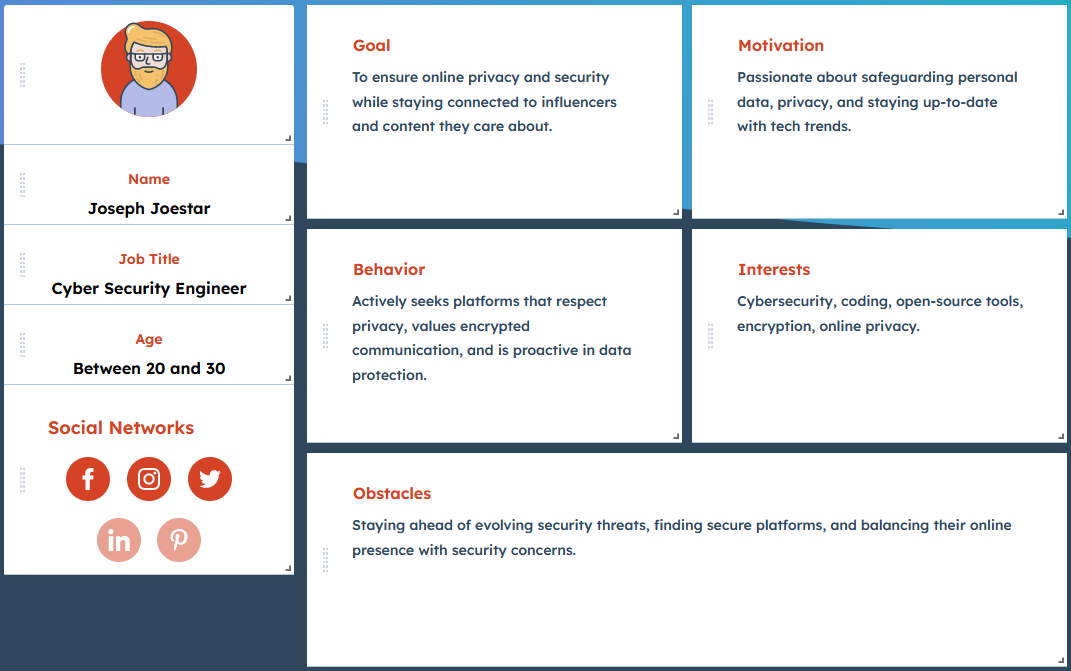 Name
Joseph Joestar
Job Title
Cyber Security Engineer
Age
Between 20 and 30
Social Networks
in
Goal
To ensure online privacy and security
while staying connected to influencers
and content they care about.
Motivation
Passionate about safeguarding personal
data, privacy, and staying up-to-date
with tech trends.
Behavior
Actively seeks platforms that respect
privacy, values encrypted
communication, and is proactive in data
protection.
Interests
Cybersecurity, coding, open-source tools,
encryption, online privacy.
Obstacles
Staying ahead of evolving security threats, finding secure platforms, and balancing their online
presence with security concerns.